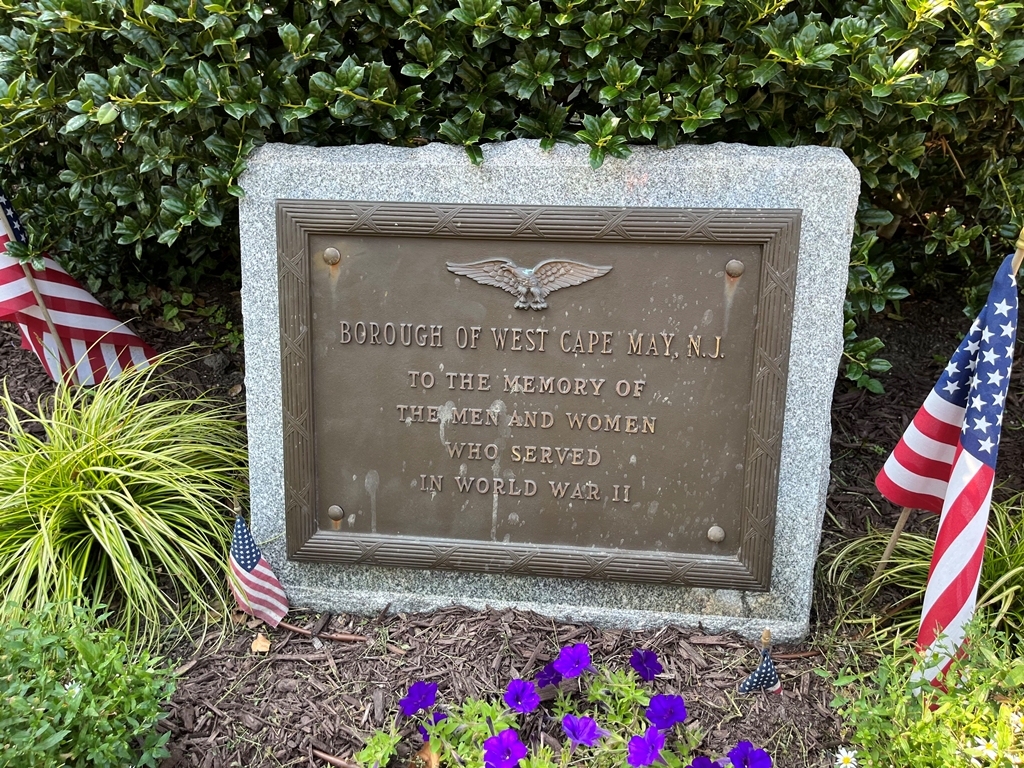 BOROUGH OF WEST CAPE MAY, N.J.
TO THE MEMORY OF
THE MEN AND WOMEN
WHO SERVED
IN WORLD WAR II